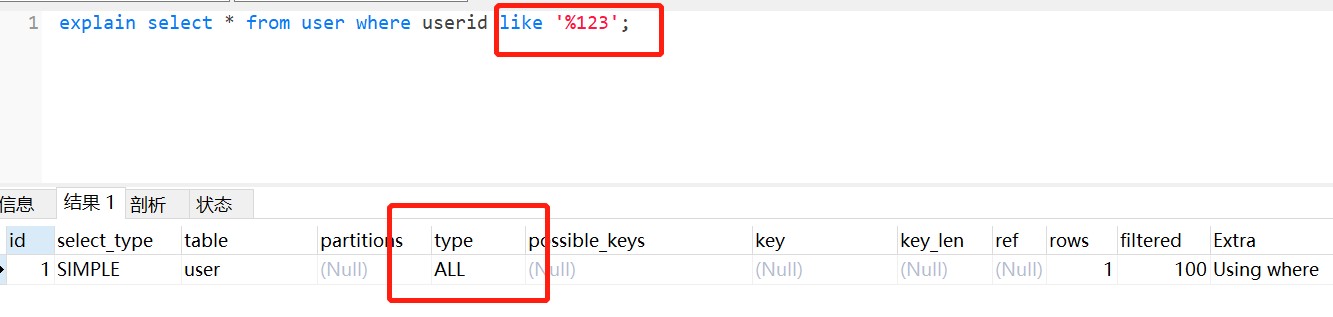 1 explain select * from user where userid like '%123';
信息 结果 1 剖析 状态
id select_type table partitions type possible_keys key key_len ref rows filtered Extra
1 SIMPLE user (Null) ALL (Null) (Null) (Null) (Null) 1 100 Using where